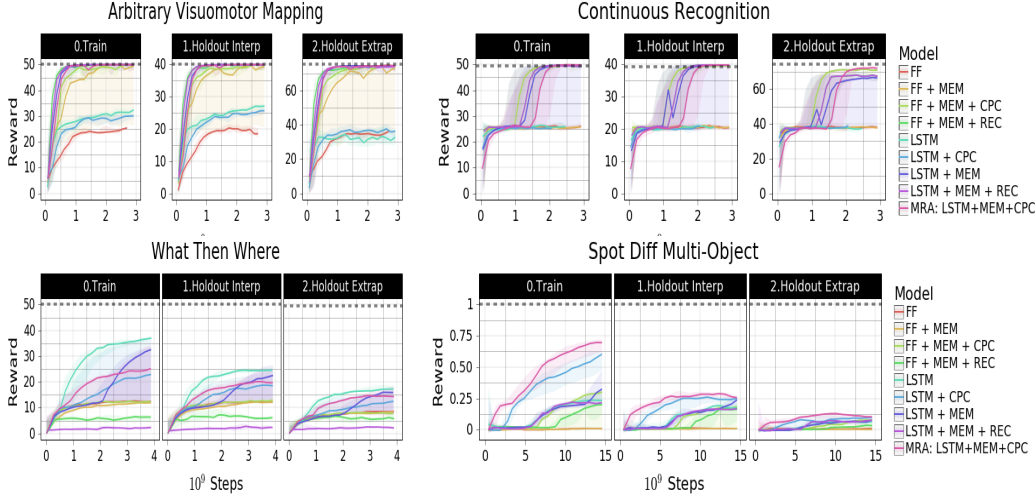 Arbitrary Visuomotor Mapping
0.Train
1.Holdout Interp
2.Holdout Extrap
Reward
50
40
30
20
10
0
40
30
20
10
0
60
40
20
0
0 1 2 3
0 1 2 3
0 1 2 3
Continuous Recognition
0.Train
1.Holdout Interp
2.Holdout Extrap
Reward
50
40
30
20
10
0
40
30
20
10
0
60
40
20
0
0 1 2 3
0 1 2 3
0 1 2 3
Model
FF
FF + MEM
FF + MEM + CPC
FF + MEM + REC
LSTM
LSTM + CPC
LSTM + MEM
LSTM + MEM + REC
MRA: LSTM+MEM+CPC
What Then Where
0.Train
1.Holdout Interp
2.Holdout Extrap
Reward
50
40
30
20
10
0
0 1 2 3 4
0 1 2 3 4
0 1 2 3 4
10⁹ Steps
Spot Diff Multi-Object
0.Train
1.Holdout Interp
2.Holdout Extrap
Reward
1
0.75
0.5
0.25
0
0 5 10 15
0 5 10 15
0 5 10 15
10⁹ Steps
Model
FF
FF + MEM
FF + MEM + CPC
FF + MEM + REC
LSTM
LSTM + CPC
LSTM + MEM
LSTM + MEM + REC
MRA: LSTM+MEM+CPC